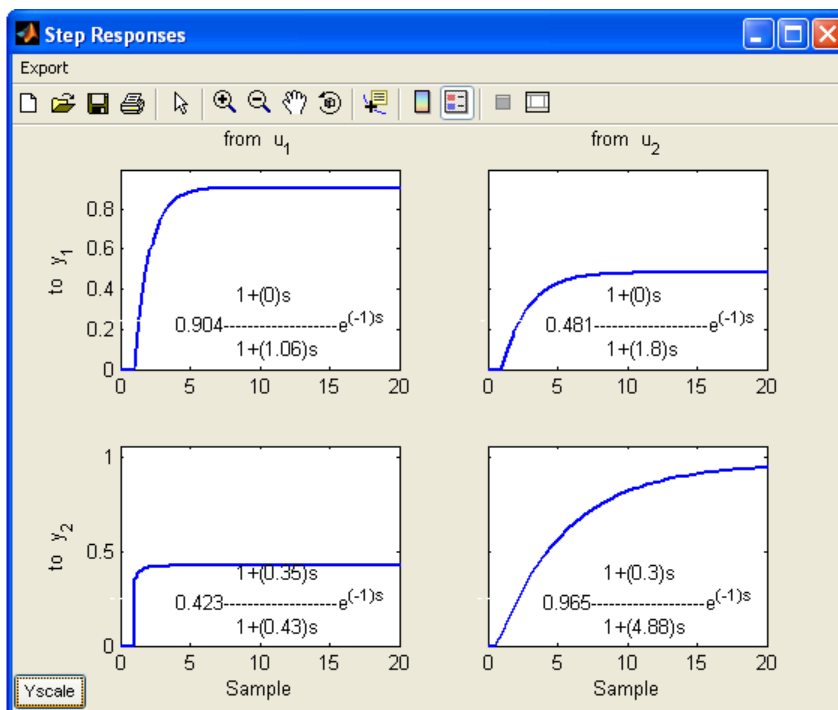 Step Responses
Export
from u1
from u2
to y1
0.8
0.6
0.4
0.2
0
0 5 10 15 20
1+(0)s
0.904-------------------e(-1)s
1+(1.06)s
0 5 10 15 20
1+(0)s
0.481-------------------e(-1)s
1+(1.8)s
to y2
1
0.5
0
0 5 10 15 20
1+(0.35)s
0.423-------------------e(-1)s
1+(0.43)s
Sample
0 5 10 15 20
1+(0.3)s
0.965-------------------e(-1)s
1+(4.88)s
Sample
Yscale